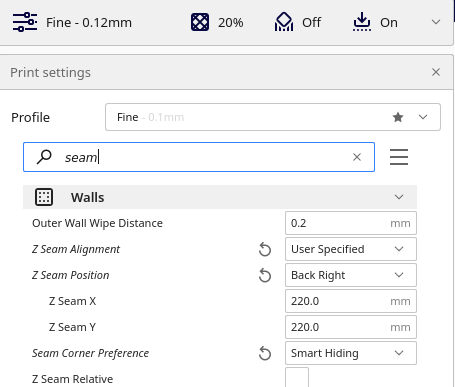 Fine - 0.12mm 20% Off On
Print settings
Profile Fine - 0.1mm
seam
Walls
Outer Wall Wipe Distance 0.2 mm
Z Seam Alignment User Specified
Z Seam Position Back Right
Z Seam X 220.0 mm
Z Seam Y 220.0 mm
Seam Corner Preference Smart Hiding
Z Seam Relative